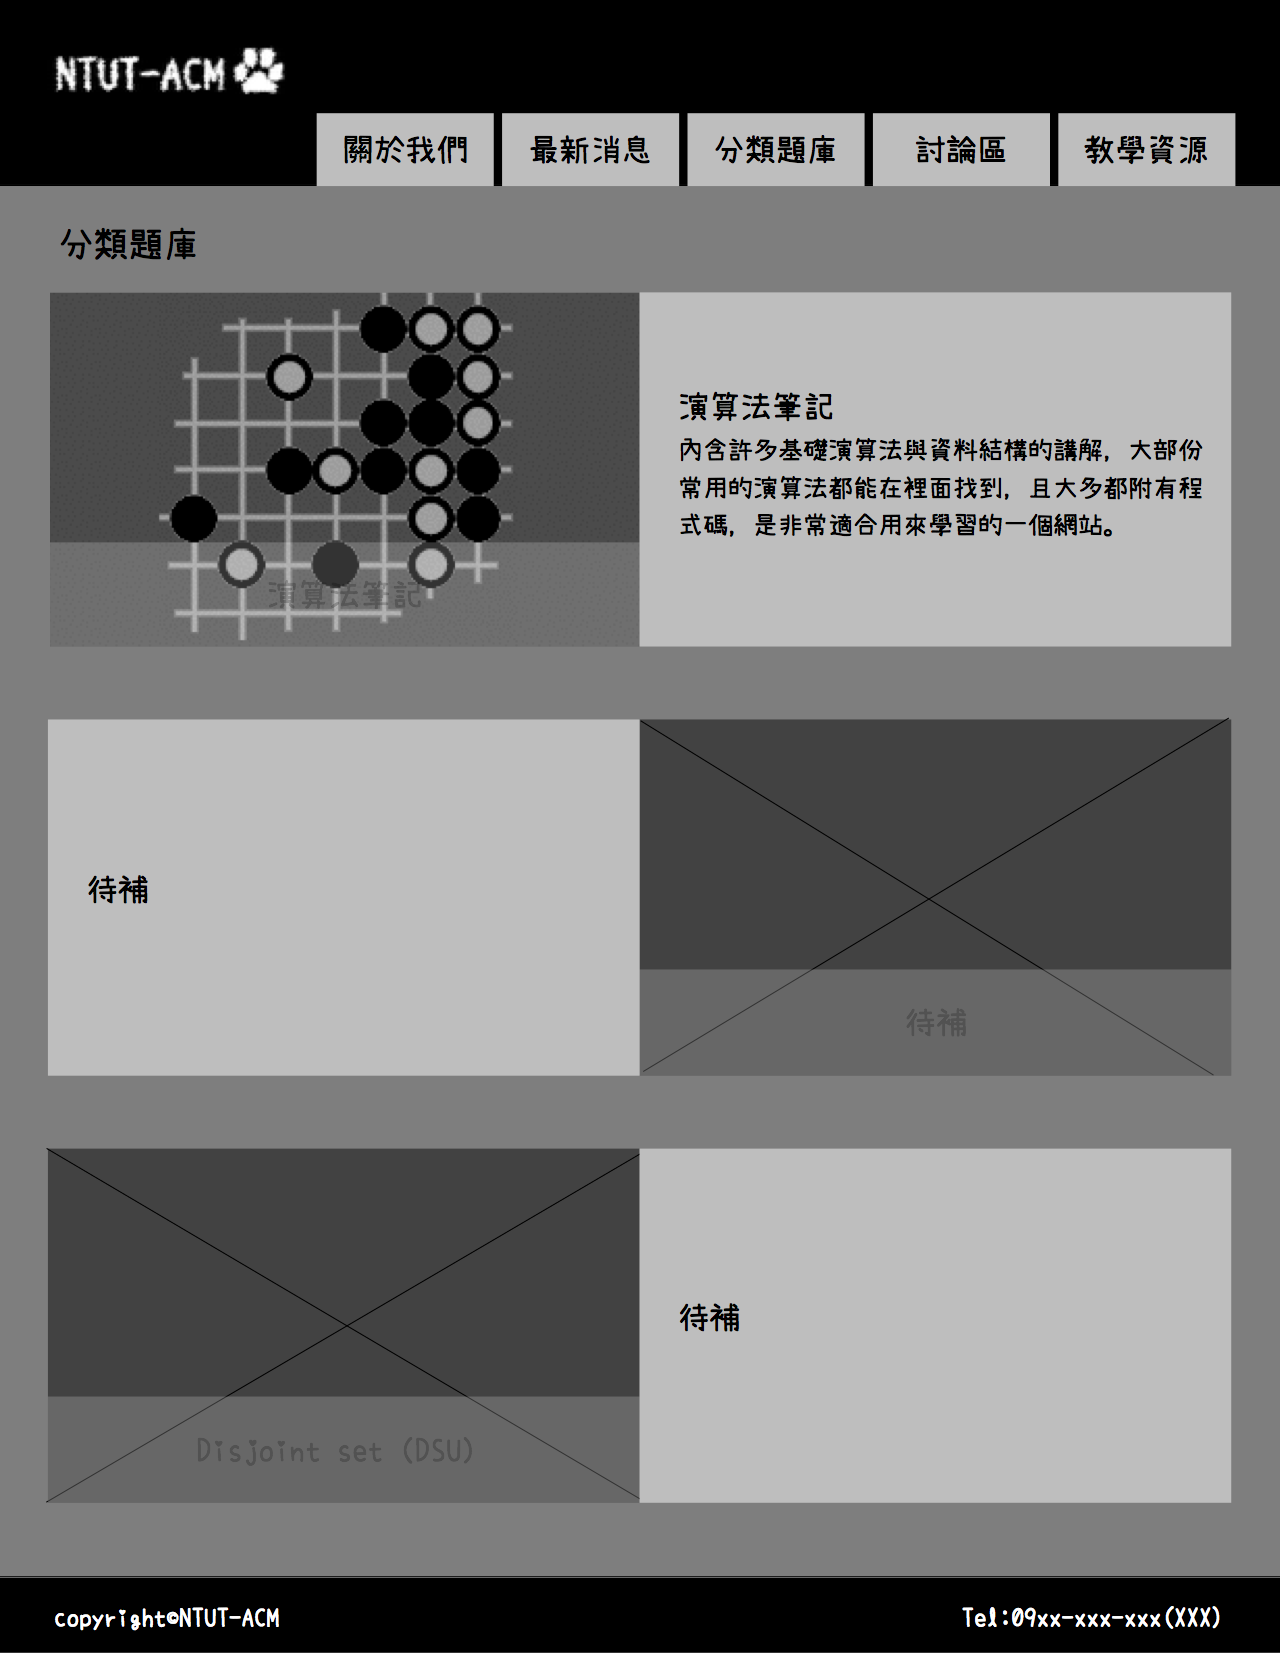 NTUT-ACM
關於我們
最新消息
分類題庫
討論區
教學資源
分類題庫
演算法筆記
演算法筆記
內含許多基礎演算法與資料結構的講解，大部份
常用的演算法都能在裡面找到，且大多都附有程
式碼，是非常適合用來學習的一個網站。
待補
待補
Disjoint set (DSU)
待補
copyright©NTUT-ACM
Tel:09xx-xxx-xxx(XXX)